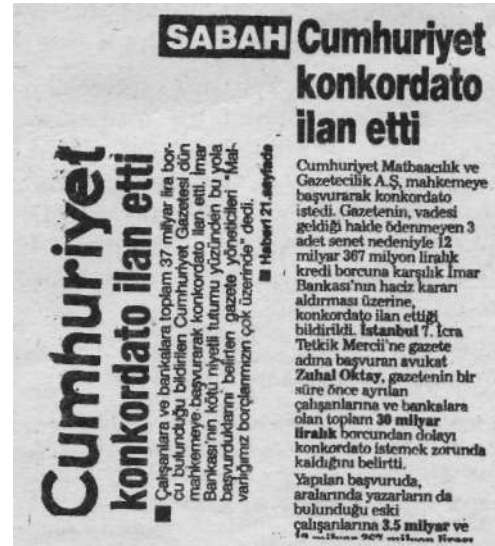 SABAH
Cumhuriyet
konkordato
ilan etti
Cumhuriyet Matbaacılık ve
Gazetecilik A.Ş, mahkemeye
başvurarak konkordato
istedi. Gazetenin, vadesi
geldiği halde ödenmeyen 3
adet senet nedeniyle 12
milyar 367 milyon liralık
kredi borcuna karşılık İmar
Bankası'nın haciz kararı
aldırması üzerine,
konkordato ilan ettiği
bildirildi. İstanbul 7. İcra
Tetkik Mercii'ne gazete
adına başvuran avukat
Zuhal Oktay, gazetenin bir
süre önce ayrılan
çalışanlarına ve bankalara
olan toplam 30 milyar
liralık borcundan dolayı
konkordato istemek zorunda
kaldığını belirtti.
Yapılan başvuruda,
aralarında yazarların da
bulunduğu eski
çalışanlarına 3.5 milyar ve
12 milyar 367 milyon lirası
Cumhuriyet
konkordato ilan etti
■ Çalışanlara ve bankalara toplam 37 milyar lira bor-
cu bulunduğu bildirilen Cumhuriyet Gazetesi dün
mahkemeye başvurarak konkordato ilan etti. İmar
Bankası'nın kötü niyetli tutumu yüzünden bu yola
başvurduklarını belirten gazete yöneticileri "Mal-
varlığımız borçlarımızın çok üzerinde" dedi.
■ Haberi 21.sayfada